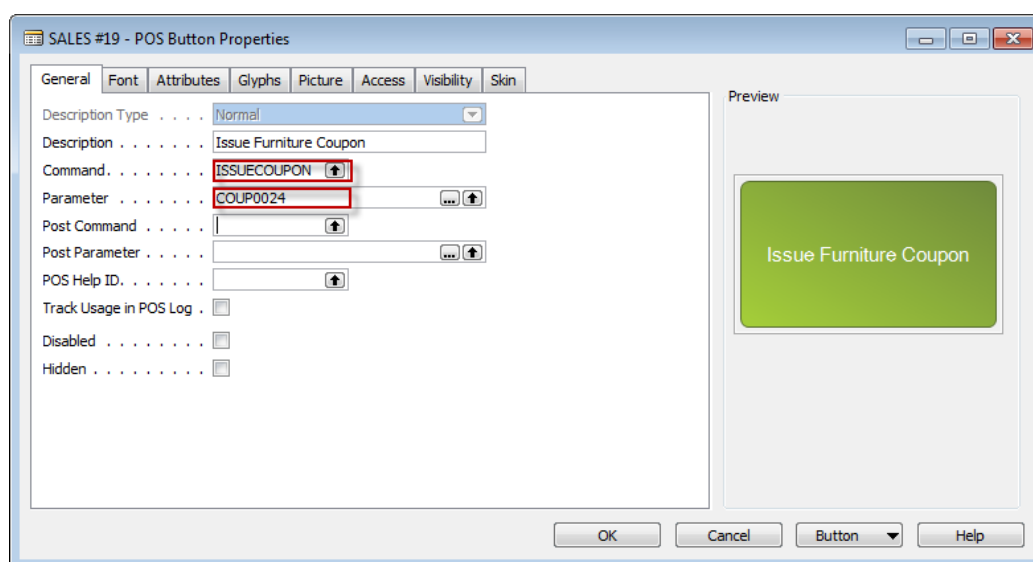 SALES #19 - POS Button Properties
General Font Attributes Glyphs Picture Access Visibility Skin
Preview
Description Type . . . . Normal
Description . . . . . . . Issue Furniture Coupon
Command. . . . . . . . ISSUECOUPON
Parameter . . . . . . . COUP0024
Post Command . . . . .
Post Parameter . . . . .
POS Help ID. . . . . . .
Track Usage in POS Log .
Disabled . . . . . . . .
Hidden . . . . . . . . .
Issue Furniture Coupon
OK Cancel Button Help